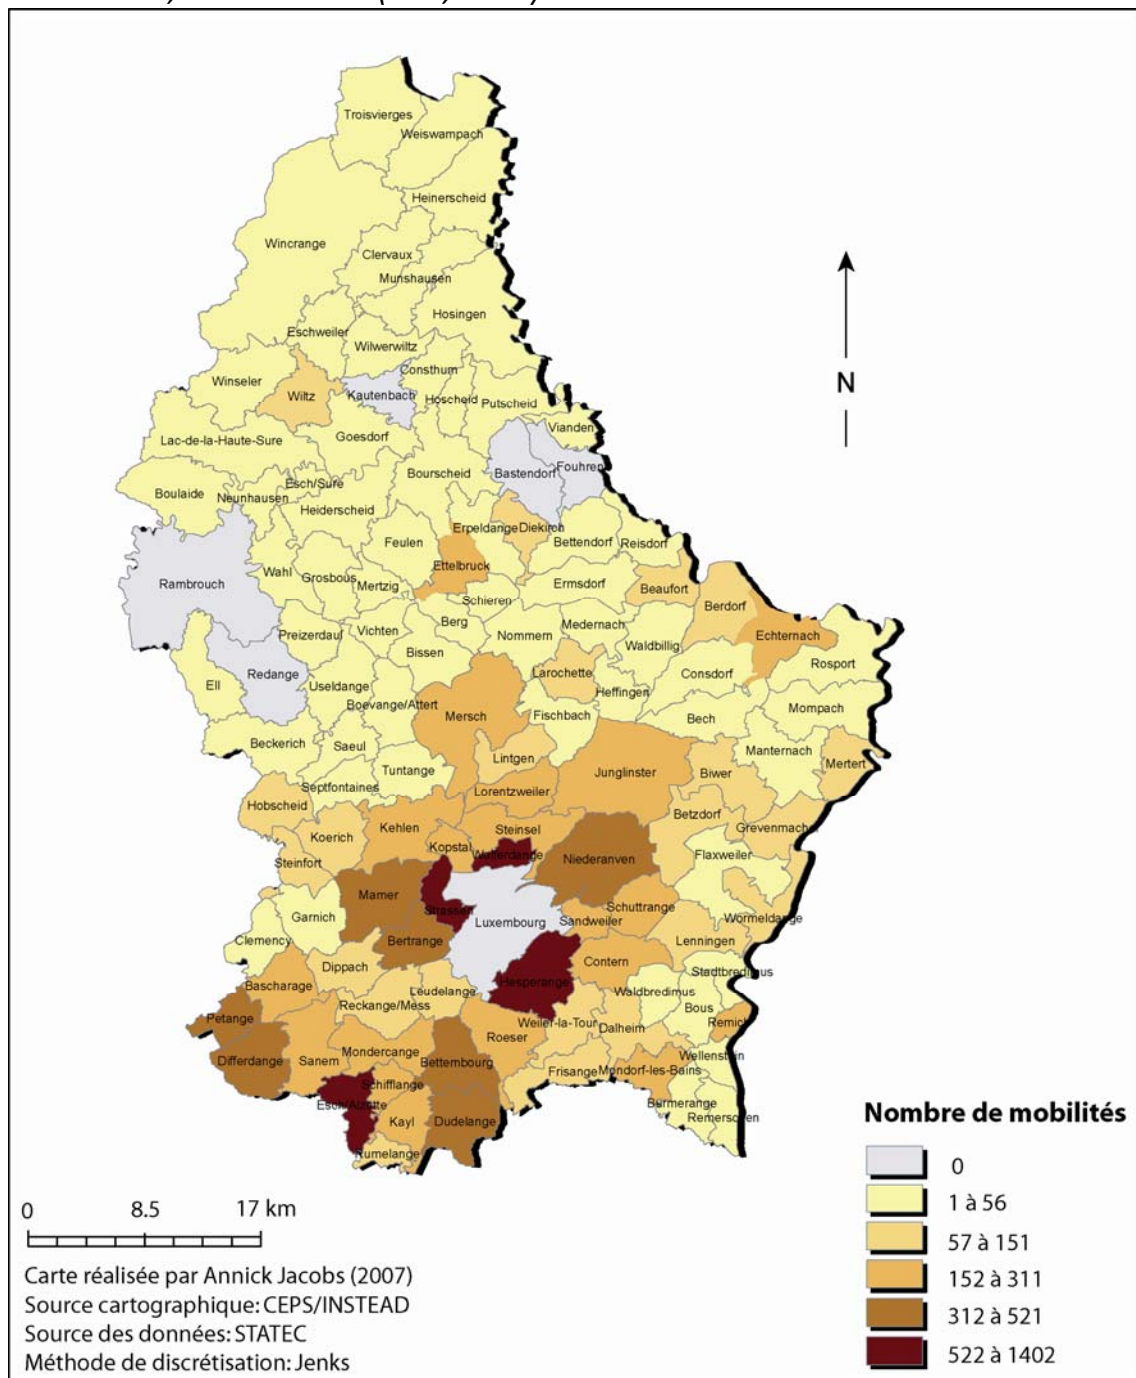 Troisvierges
Weiswampach
Heinerscheid
Wincrange
Clervaux
Munshausen
Hosingen
Eschweiler
Wilwerwiltz
Consthum
Winseler
Wiltz
Kautenbach
Hoscheid
Putscheid
Vianden
Lac-de-la-Haute-Sure
Goesdorf
Bastendorf
Fouhren
Bourscheid
Boulaide
Neunhausen
Esch/Sure
Heiderscheid
Erpeldange
Diekirch
Feulen
Bettendorf
Reisdorf
Ettelbruck
Rambrouch
Wahl
Grosbous
Mertzig
Ermsdorf
Beaufort
Schieren
Berdorf
Berg
Medernach
Preizerdaul
Vichten
Nommern
Echternach
Bissen
Waldbillig
Rosport
Redange
Larochette
Consdorf
Ell
Useldange
Heffingen
Boevange/Attert
Mersch
Fischbach
Bech
Mompach
Beckerich
Saeul
Lintgen
Manternach
Tuntange
Junglinster
Biwer
Mertert
Septfontaines
Lorentzweiler
Hobscheid
Betzdorf
Koerich
Kehlen
Steinsel
Grevenmacher
Kopstal
Walferdange
Niederanven
Flaxweiler
Steinfort
Mamer
Strassen
Schuttrange
Garnich
Luxembourg
Sandweiler
Wormeldange
Clemency
Bertrange
Lenningen
Dippach
Contern
Stadtbredimus
Bascharage
Hesperange
Leudelange
Waldbredimus
Reckange/Mess
Bous
Petange
Weiler-la-Tour
Dalheim
Remich
Roeser
Differdange
Sanem
Mondercange
Bettembourg
Wellenstein
Frisange
Mondorf-les-Bains
Schifflange
Esch/Alzette
Burmerange
Kayl
Dudelange
Remerschen
Rumelange
N
Nombre de mobilités
0
1 à 56
57 à 151
152 à 311
312 à 521
522 à 1402
0 8.5 17 km
Carte réalisée par Annick Jacobs (2007)
Source cartographique: CEPS/INSTEAD
Source des données: STATEC
Méthode de discrétisation: Jenks